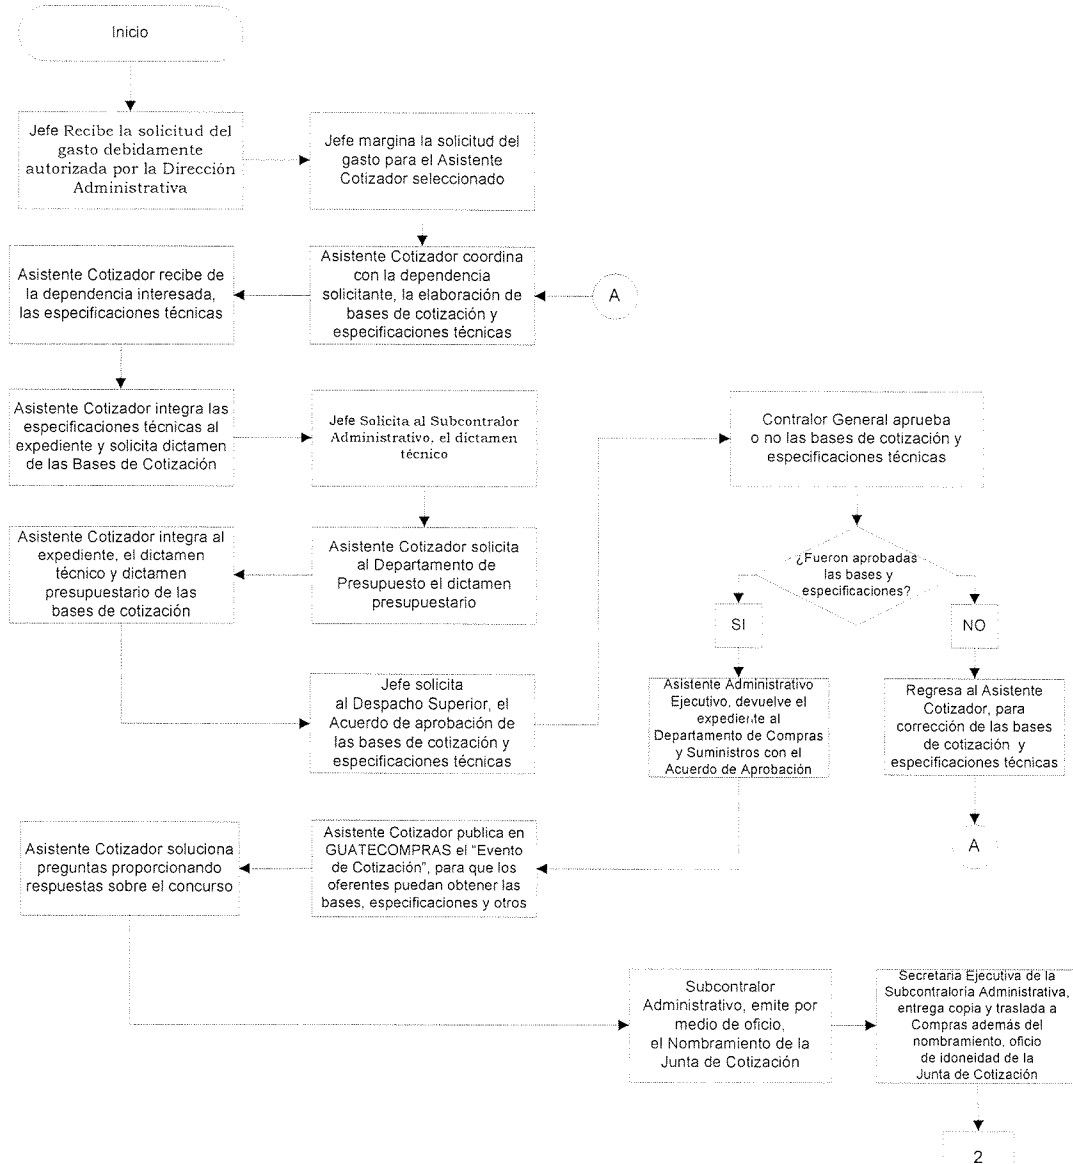 Inicio
Jefe Recibe la solicitud del
gasto debidamente
autorizada por la Dirección
Administrativa
Jefe margina la solicitud del
gasto para el Asistente
Cotizador seleccionado
Asistente Cotizador recibe de
la dependencia interesada,
las especificaciones técnicas
Asistente Cotizador coordina
con la dependencia
solicitante, la elaboración de
bases de cotización y
especificaciones técnicas
A
Asistente Cotizador integra las
especificaciones técnicas al
expediente y solicita dictamen
de las Bases de Cotización
Jefe Solicita al Subcontralor
Administrativo, el dictamen
técnico
Contralor General aprueba
o no las bases de cotización y
especificaciones técnicas
Asistente Cotizador integra al
expediente, el dictamen
técnico y dictamen
presupuestario de las
bases de cotización
Asistente Cotizador solicita
al Departamento de
Presupuesto el dictamen
presupuestario
¿Fueron aprobadas
las bases y
especificaciones?
SI
NO
Jefe solicita
al Despacho Superior, el
Acuerdo de aprobación de
las bases de cotización y
especificaciones técnicas
Asistente Administrativo
Ejecutivo, devuelve el
expediente al
Departamento de Compras
y Suministros con el
Acuerdo de Aprobación
Regresa al Asistente
Cotizador, para
corrección de las bases
de cotización y
especificaciones técnicas
A
Asistente Cotizador soluciona
preguntas proporcionando
respuestas sobre el concurso
Asistente Cotizador publica en
GUATECOMPRAS el “Evento
de Cotización”, para que los
oferentes puedan obtener las
bases, especificaciones y otros
Subcontralor
Administrativo, emite por
medio de oficio,
el Nombramiento de la
Junta de Cotización
Secretaria Ejecutiva de la
Subcontraloría Administrativa,
entrega copia y traslada a
Compras además del
nombramiento, oficio
de idoneidad de la
Junta de Cotización
2